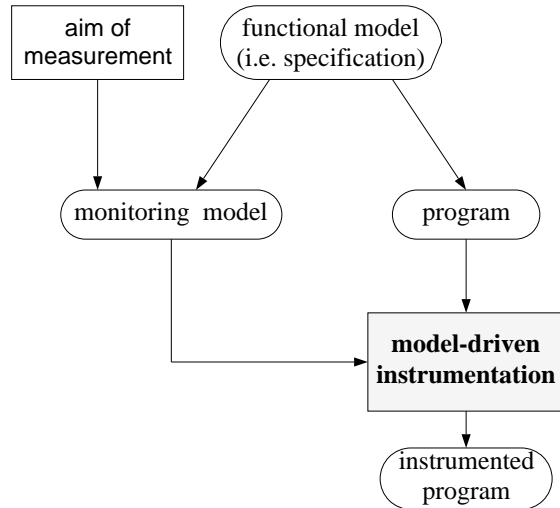 aim of
measurement
functional model
(i.e. specification)
monitoring model
program
model-driven
instrumentation
instrumented
program